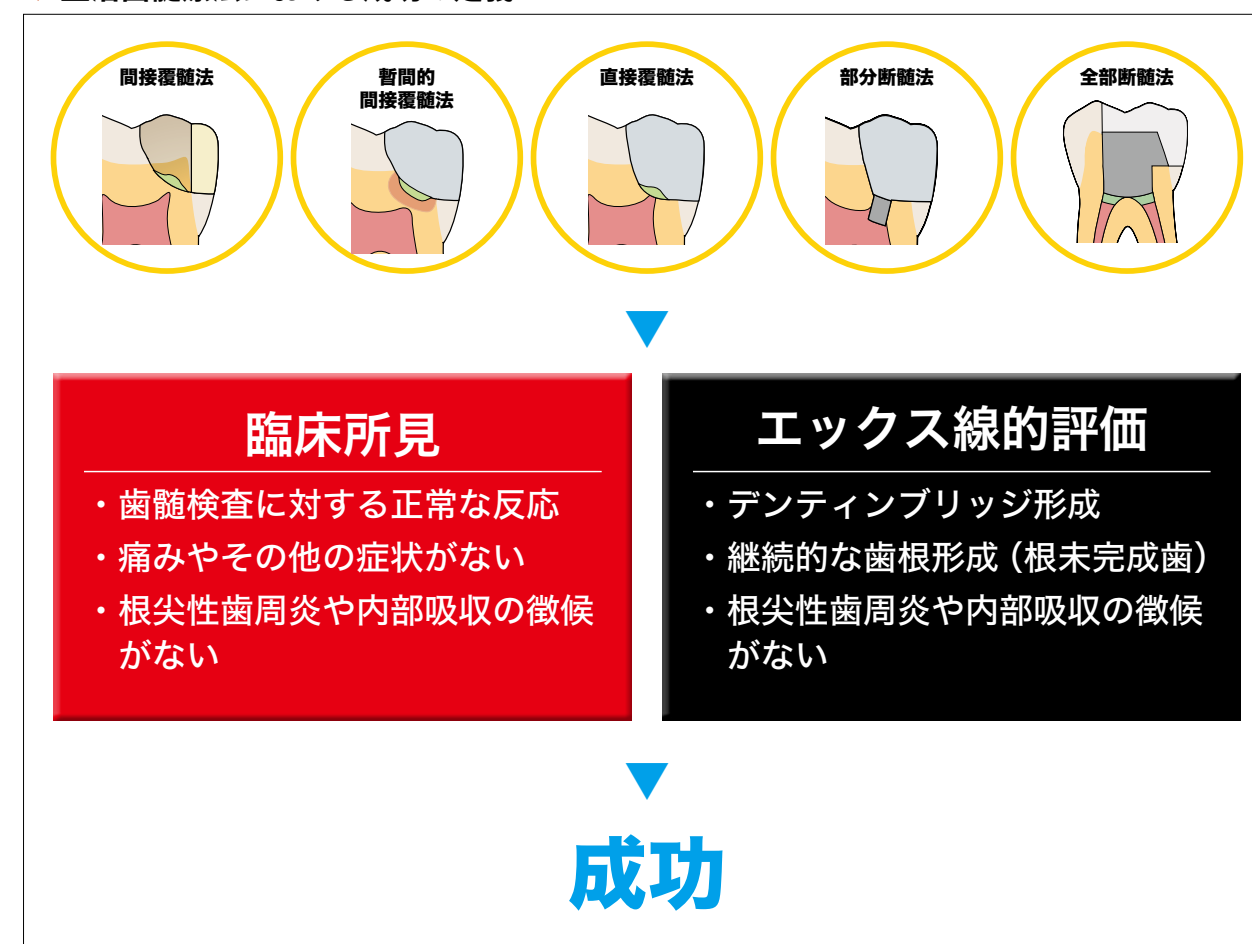 間接覆髄法
暫間的
間接覆髄法
直接覆髄法
部分断髄法
全部断髄法
臨床所見
・歯髄検査に対する正常な反応
・痛みやその他の症状がない
・根尖性歯周炎や内部吸収の徴候
がない
エックス線的評価
・デンティンブリッジ形成
・継続的な歯根形成（根未完成歯）
・根尖性歯周炎や内部吸収の徴候
がない
成功